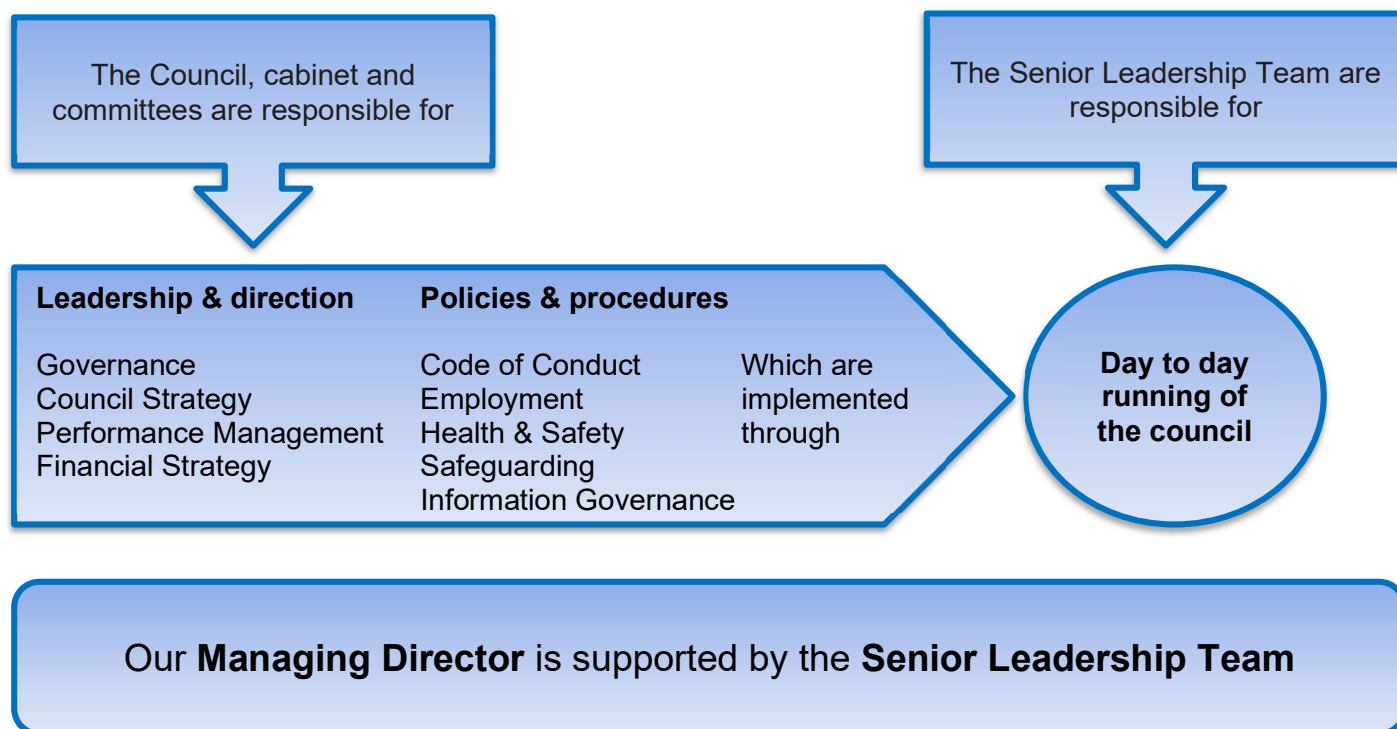 The Council, cabinet and
committees are responsible for
The Senior Leadership Team are
responsible for
Leadership & direction
Governance
Council Strategy
Performance Management
Financial Strategy
Policies & procedures
Code of Conduct
Employment
Health & Safety
Safeguarding
Information Governance
Which are
implemented
through
Day to day
running of
the council
Our Managing Director is supported by the Senior Leadership Team